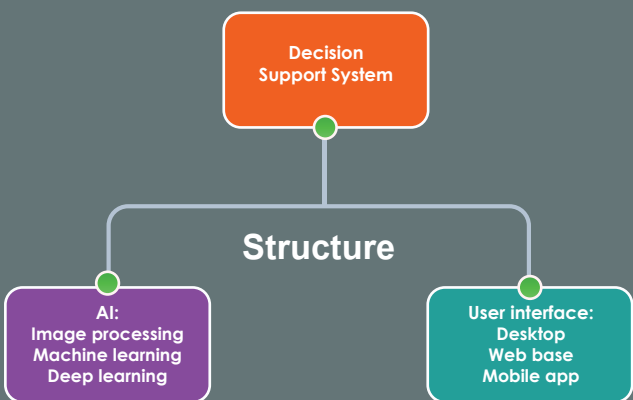 Decision
Support System
Structure
AI:
Image processing
Machine learning
Deep learning
User interface:
Desktop
Web base
Mobile app